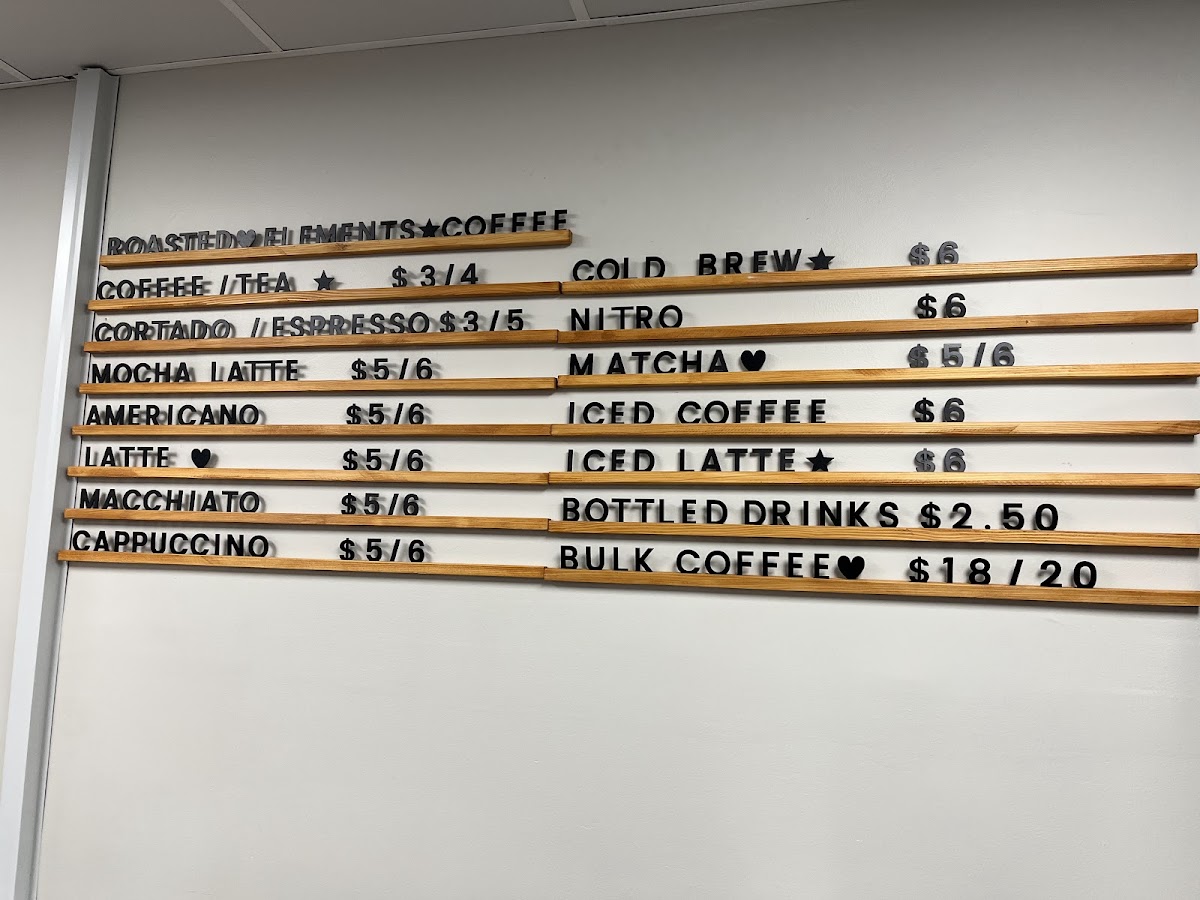 ROASTED♥ELEMENTS★COFFEE
COFFEE / TEA ★ $3/4
CORTADO / ESPRESSO $3/5
MOCHA LATTE $5/6
AMERICANO $5/6
LATTE ♥ $5/6
MACCHIATO $5/6
CAPPUCCINO $5/6
COLD BREW★ $6
NITRO $6
MATCHA♥ $5/6
ICED COFFEE $6
ICED LATTE★ $6
BOTTLED DRINKS $2.50
BULK COFFEE♥ $18/20